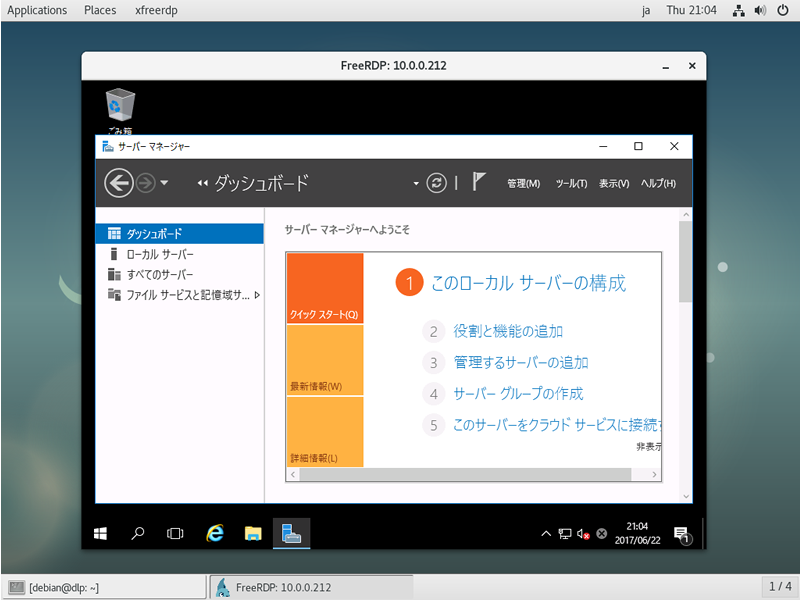 Applications Places xfreerdp ja Thu 21:04
FreeRDP: 10.0.0.212
ごみ箱
サーバー マネージャー
ダッシュボード 管理(M) ツール(T) 表示(V) ヘルプ(H)
ダッシュボード
ローカル サーバー
すべてのサーバー
ファイル サービスと記憶域サ...
サーバー マネージャーへようこそ
クイック スタート(Q)
最新情報(W)
詳細情報(L)
1 このローカル サーバーの構成
2 役割と機能の追加
3 管理するサーバーの追加
4 サーバー グループの作成
5 このサーバーをクラウド サービスに接続す
非表示
21:04
2017/06/22
1
[debian@dlp: ~] FreeRDP: 10.0.0.212 1 / 4